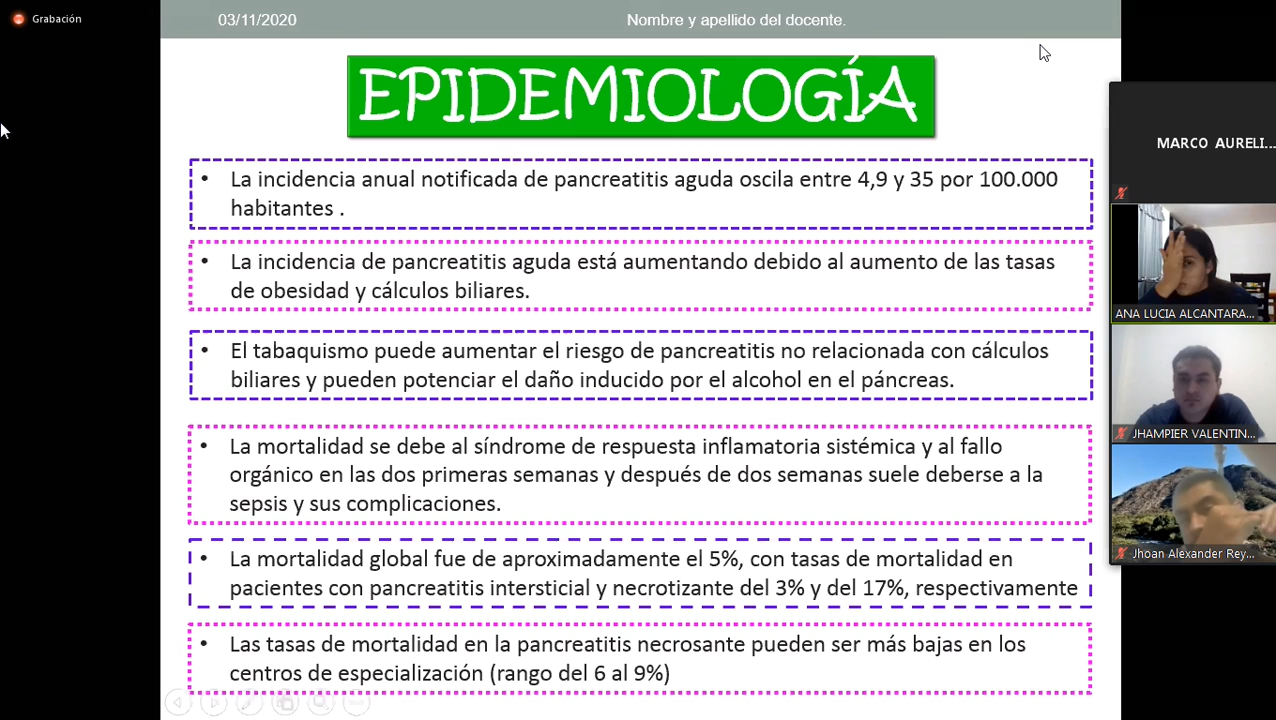 Grabación
03/11/2020
Nombre y apellido del docente.
EPIDEMIOLOGÍA
• La incidencia anual notificada de pancreatitis aguda oscila entre 4,9 y 35 por 100.000
habitantes .
• La incidencia de pancreatitis aguda está aumentando debido al aumento de las tasas
de obesidad y cálculos biliares.
• El tabaquismo puede aumentar el riesgo de pancreatitis no relacionada con cálculos
biliares y pueden potenciar el daño inducido por el alcohol en el páncreas.
• La mortalidad se debe al síndrome de respuesta inflamatoria sistémica y al fallo
orgánico en las dos primeras semanas y después de dos semanas suele deberse a la
sepsis y sus complicaciones.
• La mortalidad global fue de aproximadamente el 5%, con tasas de mortalidad en
pacientes con pancreatitis intersticial y necrotizante del 3% y del 17%, respectivamente
• Las tasas de mortalidad en la pancreatitis necrosante pueden ser más bajas en los
centros de especialización (rango del 6 al 9%)
MARCO AURELI...
ANA LUCIA ALCANTARA...
JHAMPIER VALENTIN...
Jhoan Alexander Rey...